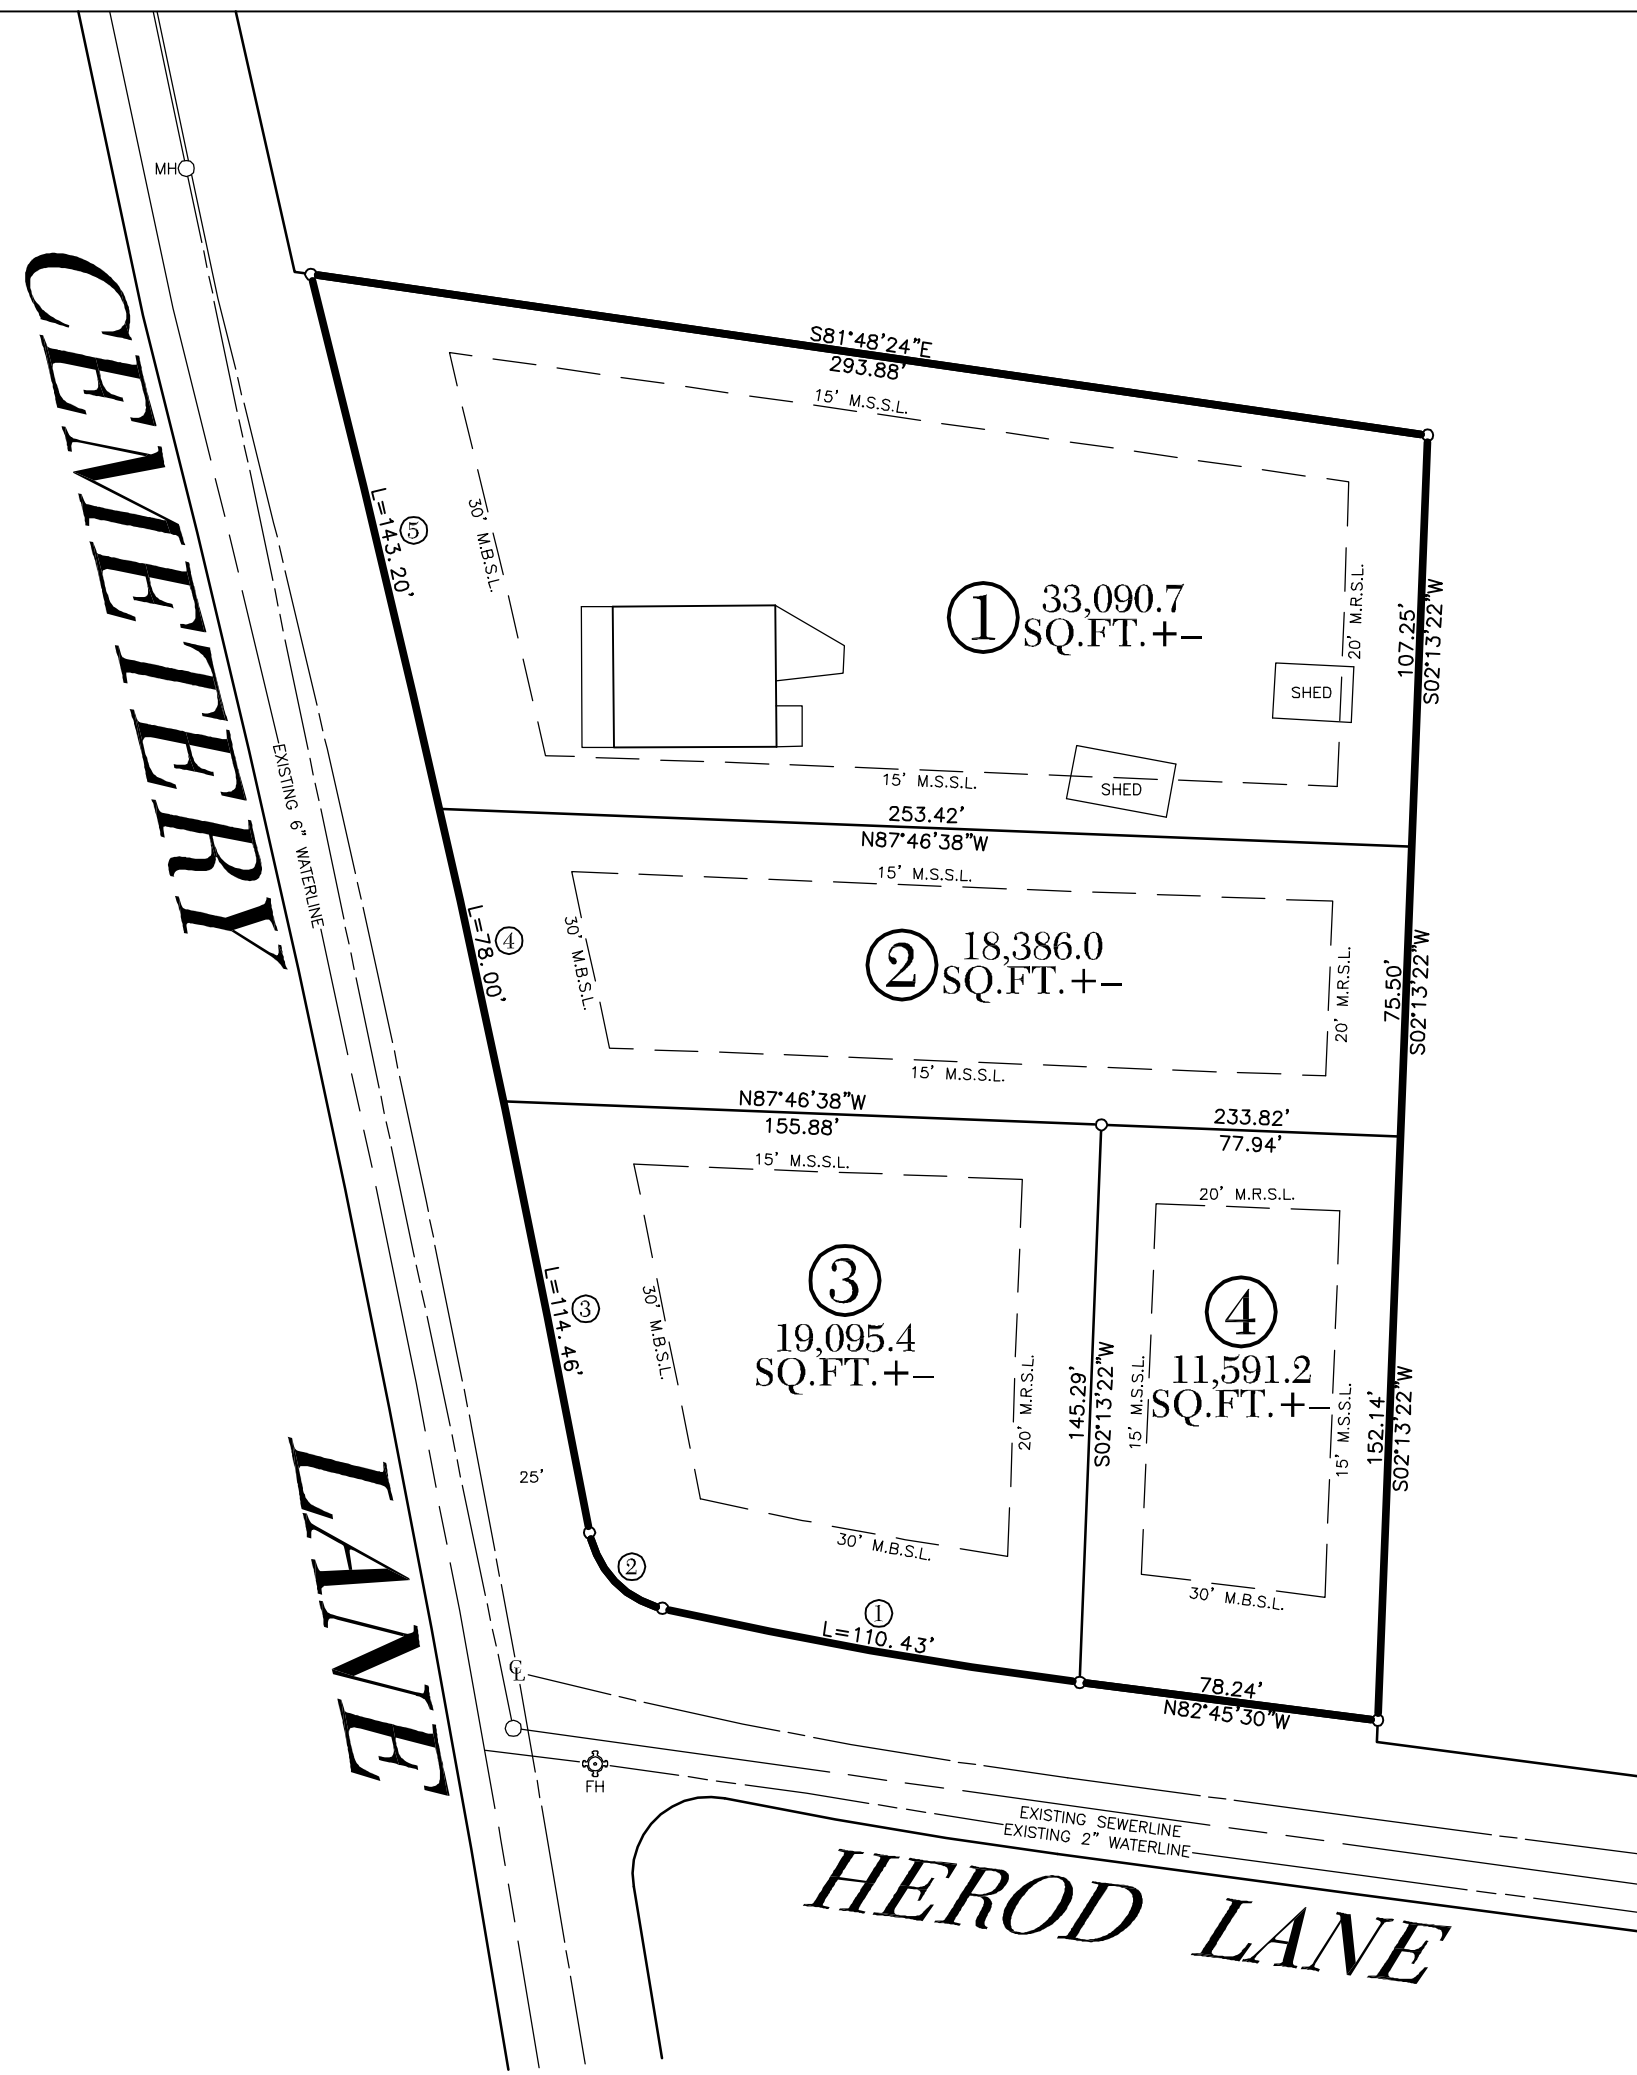 MH
CEMETERY
LANE
S81°48'24"E
293.88'
15' M.S.S.L.
L=143.20'
5
30' M.B.S.L.
1
33,090.7
SQ.FT.+-
20' M.R.S.L.
107.25'
S02°13'22"W
SHED
SHED
15' M.S.S.L.
253.42'
N87°46'38"W
EXISTING 6" WATERLINE
15' M.S.S.L.
L=78.00'
4
30' M.B.S.L.
2
18,386.0
SQ.FT.+-
20' M.R.S.L.
75.50'
S02°13'22"W
15' M.S.S.L.
N87°46'38"W
155.88'
233.82'
77.94'
15' M.S.S.L.
20' M.R.S.L.
L=114.46'
3
30' M.B.S.L.
3
19,095.4
SQ.FT.+-
20' M.R.S.L.
145.29'
S02°13'22"W
15' M.S.S.L.
4
11,591.2
SQ.FT.+-
15' M.S.S.L.
152.14'
S02°13'22"W
25'
30' M.B.S.L.
2
30' M.B.S.L.
1
L=110.43'
78.24'
N82°45'30"W
CL
FH
EXISTING SEWERLINE
EXISTING 2" WATERLINE
HEROD LANE